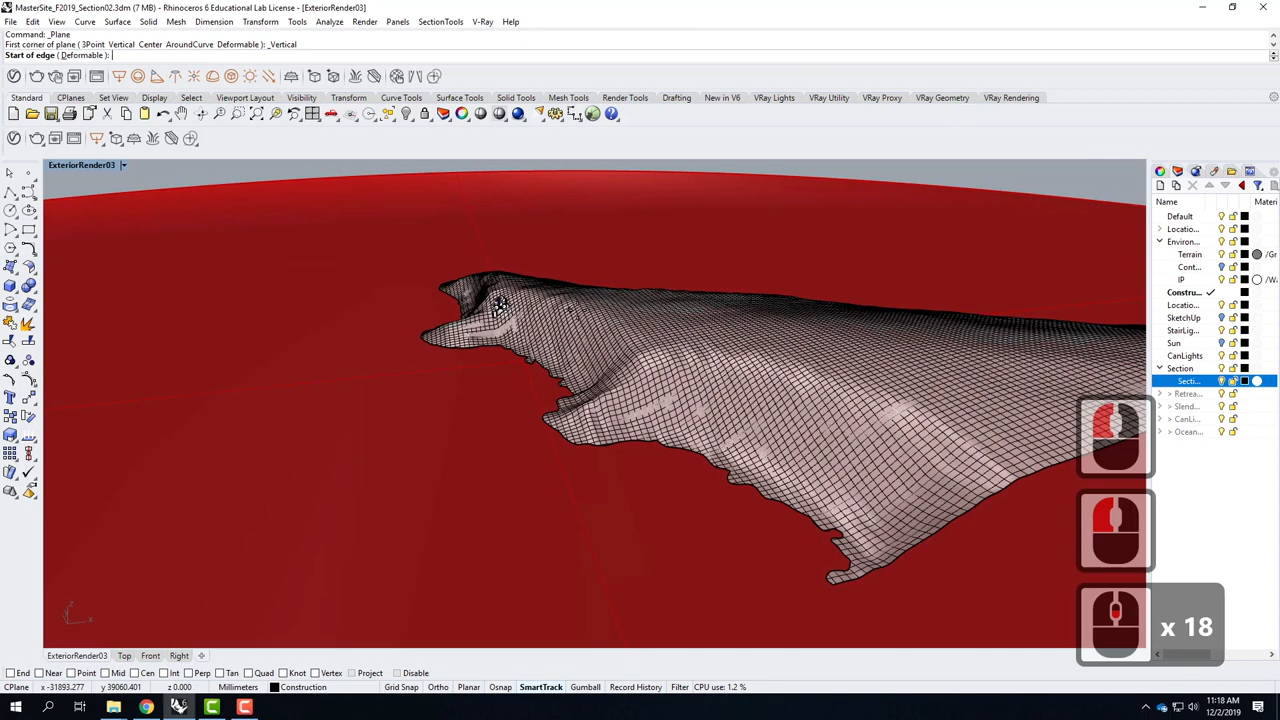 MasterSite_F2019_Section02.3dm (7 MB) - Rhinoceros 6 Educational Lab License - [ExteriorRender03]
File Edit View Curve Surface Solid Mesh Dimension Transform Tools Analyze Render Panels SectionTools V-Ray Help
Command: _Plane
First corner of plane ( 3Point Vertical Center AroundCurve Deformable ): _Vertical
Start of edge ( Deformable ):
Standard CPlanes Set View Display Select Viewport Layout Visibility Transform Curve Tools Surface Tools Solid Tools Mesh Tools Render Tools Drafting New in V6 VRay Lights VRay Utility VRay Proxy VRay Geometry VRay Rendering
ExteriorRender03
Name Materi
Default
Locatio...
Environ...
Terrain /Gr
Cont...
IP /W
Constru...
Locatio...
SketchUp
StairLig...
Sun
CanLights
Section
Secti...
> Retrea...
> Slend...
> CanLi...
> Ocean...
x 18
z
x
ExteriorRender03 Top Front Right
End Near Point Mid Cen Int Perp Tan Quad Knot Vertex Project Disable
CPlane x -31893.277 y 39060.401 z 0.000 Millimeters Construction Grid Snap Ortho Planar Osnap SmartTrack Gumball Record History Filter CPU use: 1.2 %
11:18 AM
12/2/2019